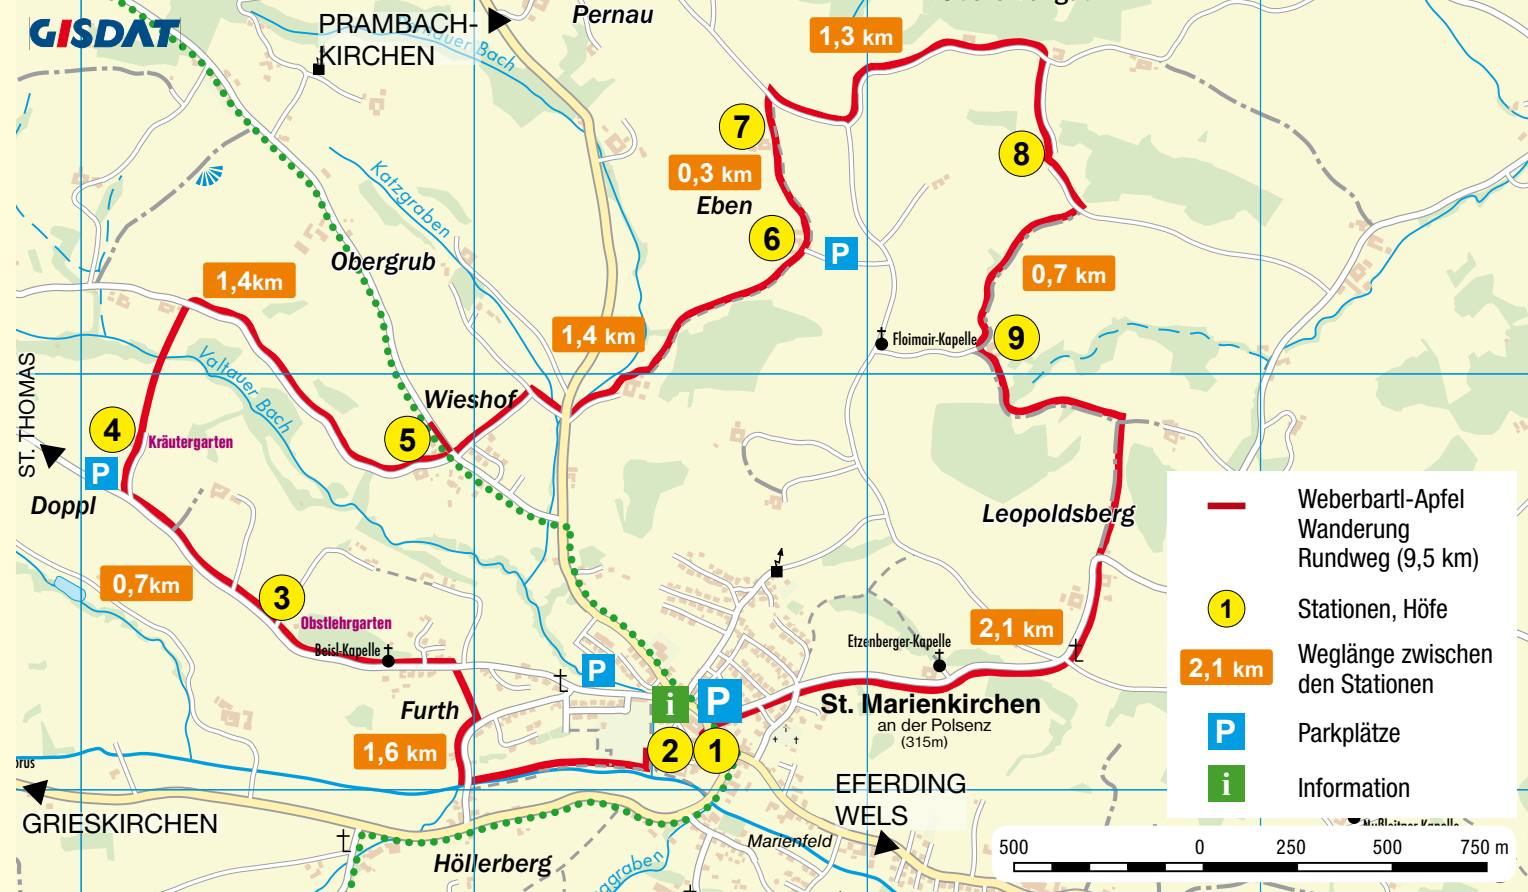 GISDAT
PRAMBACH-
KIRCHEN
Pernau
1,3 km
Katzgraben
7
8
0,3 km
Eben
6
P
Obergrub
1,4km
0,7 km
1,4 km
Floimair-Kapelle
9
Valtauer Bach
ST. THOMAS
Wieshof
4
Kräutergarten
5
P
Doppl
Leopoldsberg
0,7km
3
Obstlehrgarten
Beisl-Kapelle
Etzenberger-Kapelle
2,1 km
P
i
P
Furth
St. Marienkirchen
an der Polsenz
(315m)
1,6 km
2
1
GRIESKIRCHEN
EFERDING
WELS
Marienfeld
Höllerberg
Weberbartl-Apfel
Wanderung
Rundweg (9,5 km)
1
Stationen, Höfe
2,1 km
Weglänge zwischen
den Stationen
P
Parkplätze
i
Information
500
0
250
500
750 m